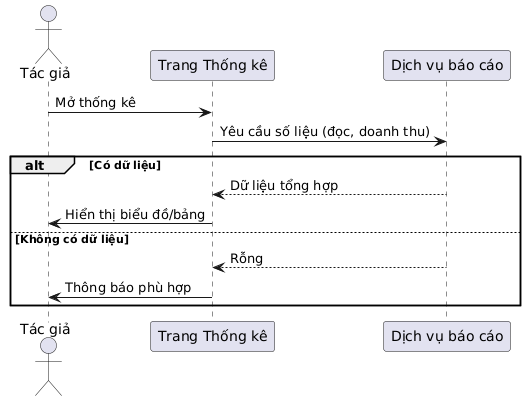 Tác giả
Trang Thống kê
Dịch vụ báo cáo
Mở thống kê
Yêu cầu số liệu (đọc, doanh thu)
alt [Có dữ liệu]
Dữ liệu tổng hợp
Hiển thị biểu đồ/bảng
[Không có dữ liệu]
Rỗng
Thông báo phù hợp
Tác giả
Trang Thống kê
Dịch vụ báo cáo